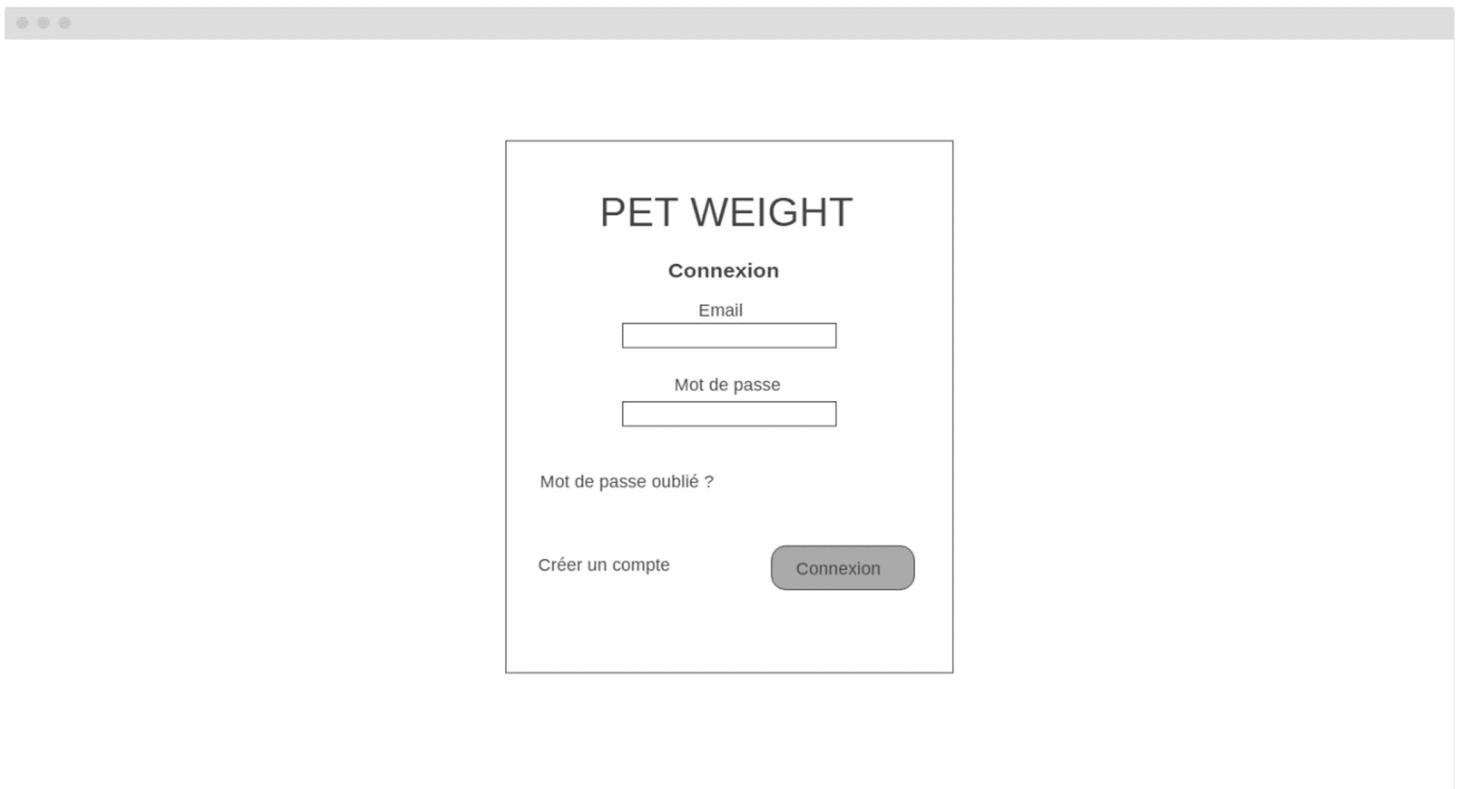 PET WEIGHT
Connexion
Email
Mot de passe
Mot de passe oublié ?
Créer un compte
Connexion